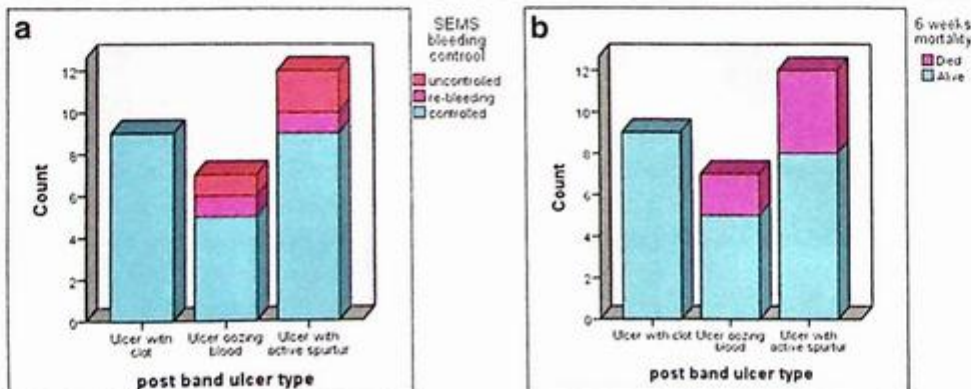 a
SEMS
bleeding
controol
uncontrolled
re-bleeding
controlled
12
10
8
6
4
2
0
Count
Ulcer with
clot
Ulcer oozing
blood
Ulcer with
active spurtur
post band ulcer type
b
6 weeks
mortality
Died
Alive
12
10
8
6
4
2
0
Count
Ulcer with clot
Ulcer oozing
blood
Ulcer with
active spurtur
post band ulcer type